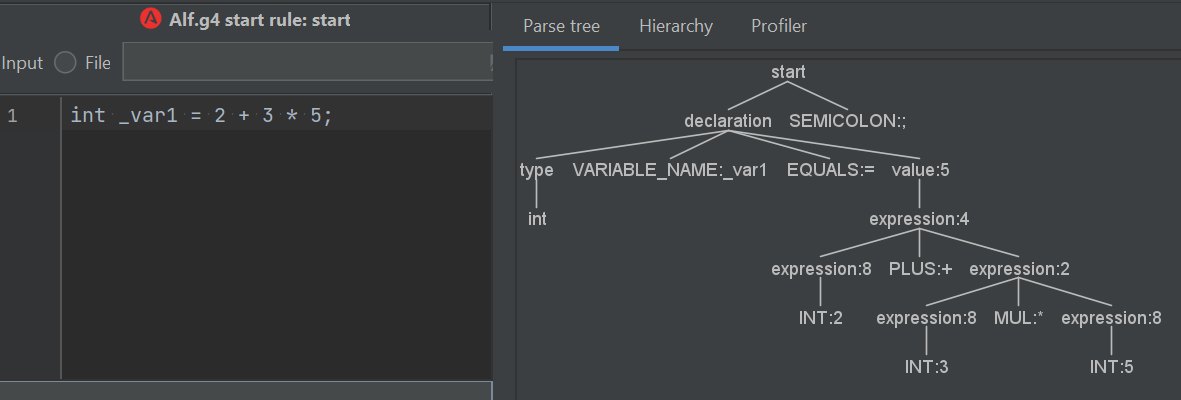 Alf.g4 start rule: start
Input File
1 int _var1 = 2 + 3 * 5;
Parse tree Hierarchy Profiler
start
declaration SEMICOLON:;
type VARIABLE_NAME:_var1 EQUALS:= value:5
int
expression:4
expression:8 PLUS:+ expression:2
INT:2 expression:8 MUL:* expression:8
INT:3 INT:5